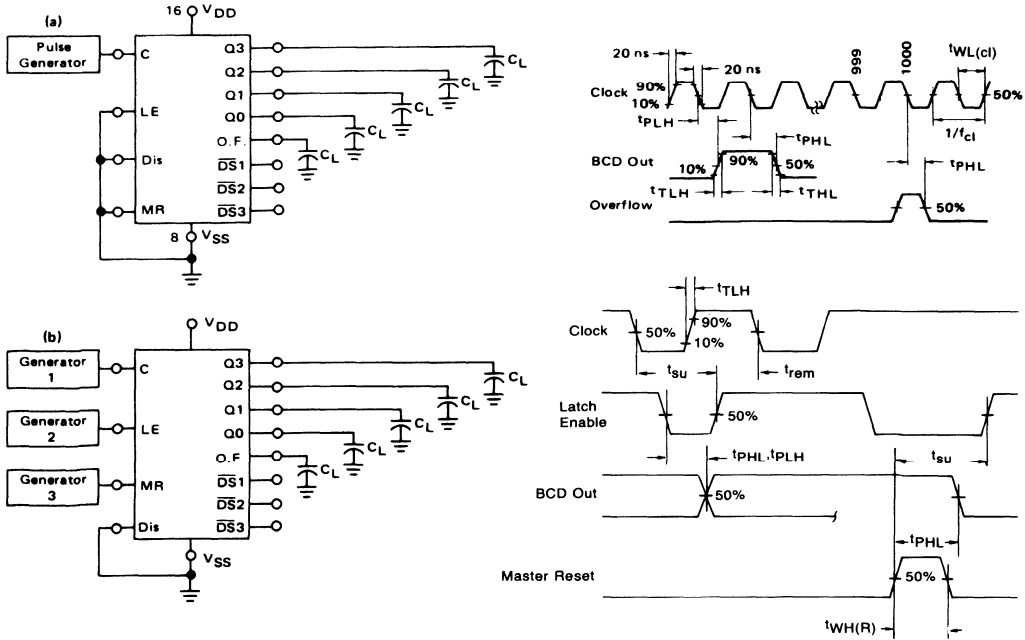 (a)
16 VDD
Pulse
Generator
C
LE
Dis
MR
Q3
Q2
Q1
Q0
O.F.
DS1
DS2
DS3
CL
CL
CL
CL
CL
8 VSS
20 ns
20 ns
999
1000
tWL(cl)
Clock
90%
10%
50%
tPLH
tPHL
1/fcl
BCD Out
10%
90%
50%
tPHL
tTLH
tTHL
Overflow
50%
(b)
VDD
Generator
1
Generator
2
Generator
3
C
LE
MR
Dis
Q3
Q2
Q1
Q0
O.F
DS1
DS2
DS3
CL
CL
CL
CL
CL
VSS
tTLH
Clock
50%
90%
10%
tsu
trem
Latch
Enable
50%
tPHL,tPLH
tsu
BCD Out
50%
tPHL
Master Reset
50%
tWH(R)